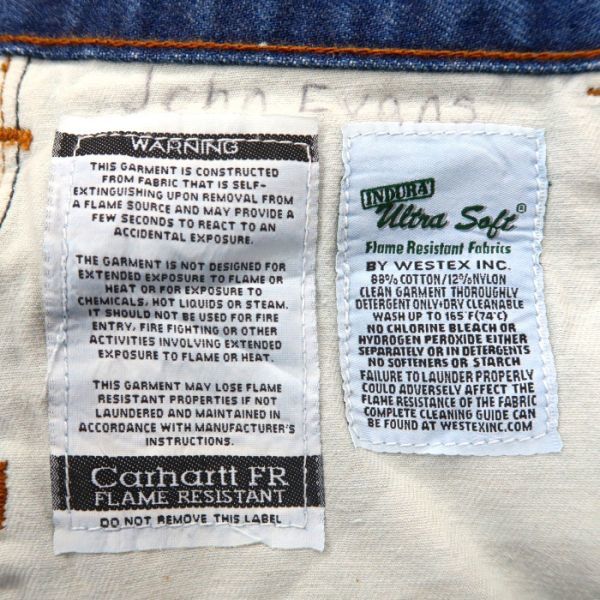 John Evans
WARNING
THIS GARMENT IS CONSTRUCTED
FROM FABRIC THAT IS SELF-
EXTINGUISHING UPON REMOVAL FROM
A FLAME SOURCE AND MAY PROVIDE A
FEW SECONDS TO REACT TO AN
ACCIDENTAL EXPOSURE.
THE GARMENT IS NOT DESIGNED FOR
EXTENDED EXPOSURE TO FLAME OR
HEAT OR FOR EXPOSURE TO
CHEMICALS, HOT LIQUIDS OR STEAM.
IT SHOULD NOT BE USED FOR FIRE
ENTRY, FIRE FIGHTING OR OTHER
ACTIVITIES INVOLVING EXTENDED
EXPOSURE TO FLAME OR HEAT.
THIS GARMENT MAY LOSE FLAME
RESISTANT PROPERTIES IF NOT
LAUNDERED AND MAINTAINED IN
ACCORDANCE WITH MANUFACTURER'S
INSTRUCTIONS.
Carhartt FR
FLAME RESISTANT
DO NOT REMOVE THIS LABEL
INDURA
Ultra Soft®
Flame Resistant Fabrics
BY WESTEX INC.
88% COTTON/12% NYLON
CLEAN GARMENT THOROUGHLY
DETERGENT ONLY•DRY CLEANABLE
WASH UP TO 165°F(74°C)
NO CHLORINE BLEACH OR
HYDROGEN PEROXIDE EITHER
SEPARATELY OR IN DETERGENTS
NO SOFTENERS OR STARCH
FAILURE TO LAUNDER PROPERLY
COULD ADVERSELY AFFECT THE
FLAME RESISTANCE OF THE FABRIC
COMPLETE CLEANING GUIDE CAN
BE FOUND AT WESTEXINC.COM